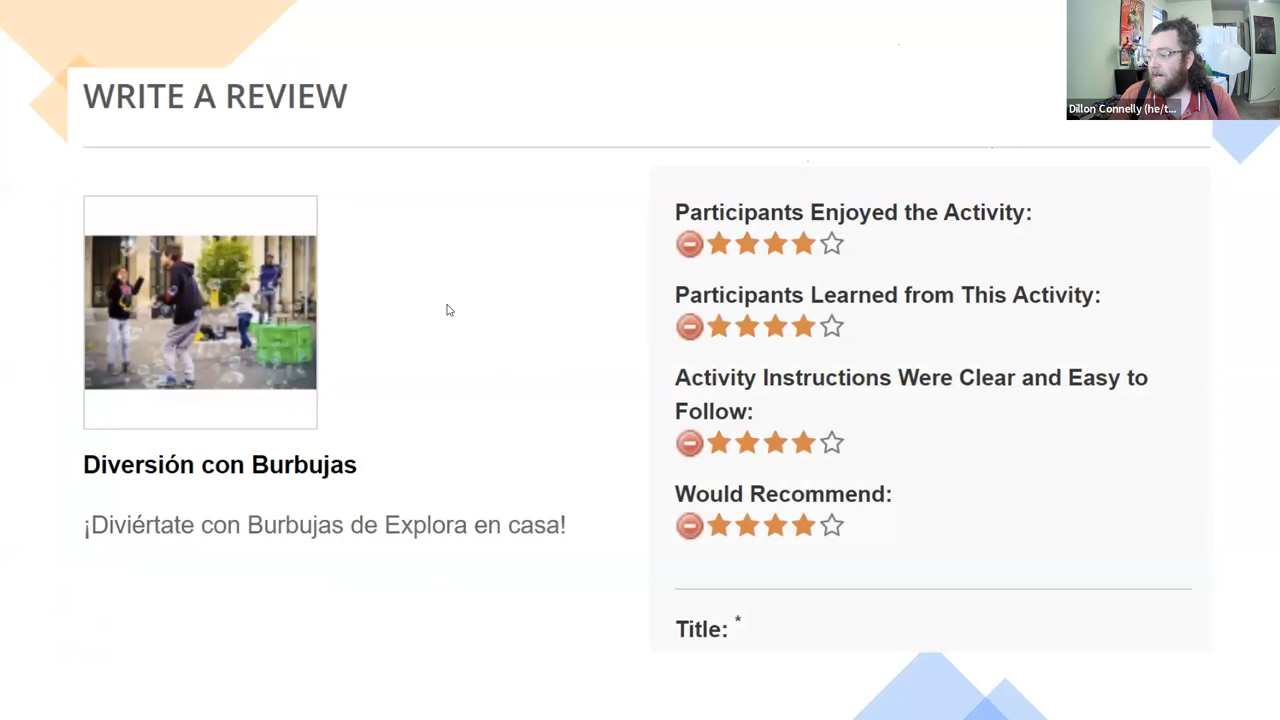 WRITE A REVIEW
Dillon Connelly (he/t...
Diversión con Burbujas
¡Diviértate con Burbujas de Explora en casa!
Participants Enjoyed the Activity:
Participants Learned from This Activity:
Activity Instructions Were Clear and Easy to
Follow:
Would Recommend:
Title: *